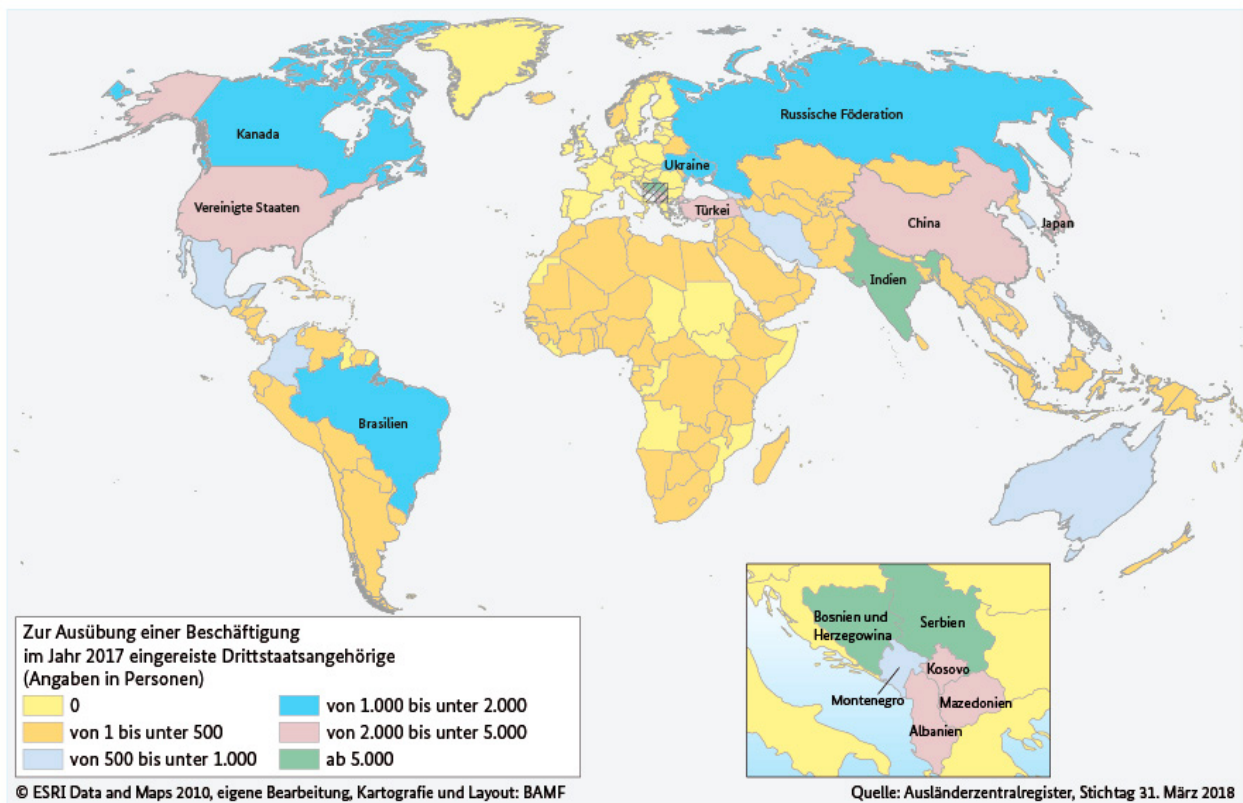 Kanada
Russische Föderation
Ukraine
Vereinigte Staaten
Türkei
China
Japan
Indien
Brasilien
Bosnien und
Herzegowina
Serbien
Kosovo
Montenegro
Mazedonien
Albanien
Zur Ausübung einer Beschäftigung
im Jahr 2017 eingereiste Drittstaatsangehörige
(Angaben in Personen)
0
von 1 bis unter 500
von 500 bis unter 1.000
von 1.000 bis unter 2.000
von 2.000 bis unter 5.000
ab 5.000
© ESRI Data and Maps 2010, eigene Bearbeitung, Kartografie und Layout: BAMF
Quelle: Ausländerzentralregister, Stichtag 31. März 2018